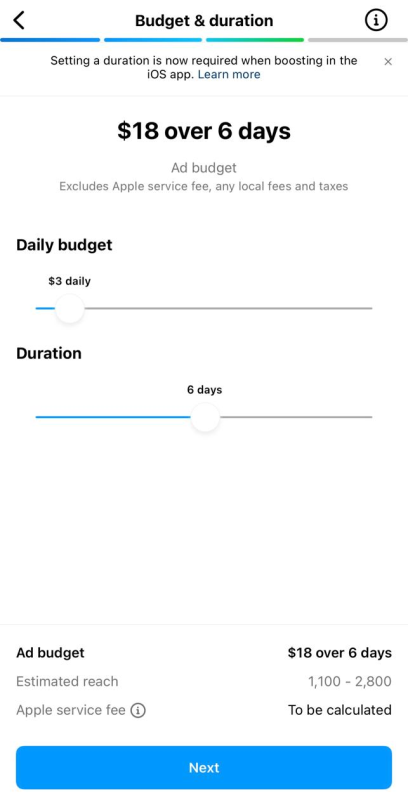 Budget & duration
Setting a duration is now required when boosting in the
iOS app. Learn more
$18 over 6 days
Ad budget
Excludes Apple service fee, any local fees and taxes
Daily budget
$3 daily
Duration
6 days
Ad budget $18 over 6 days
Estimated reach 1,100 - 2,800
Apple service fee To be calculated
Next